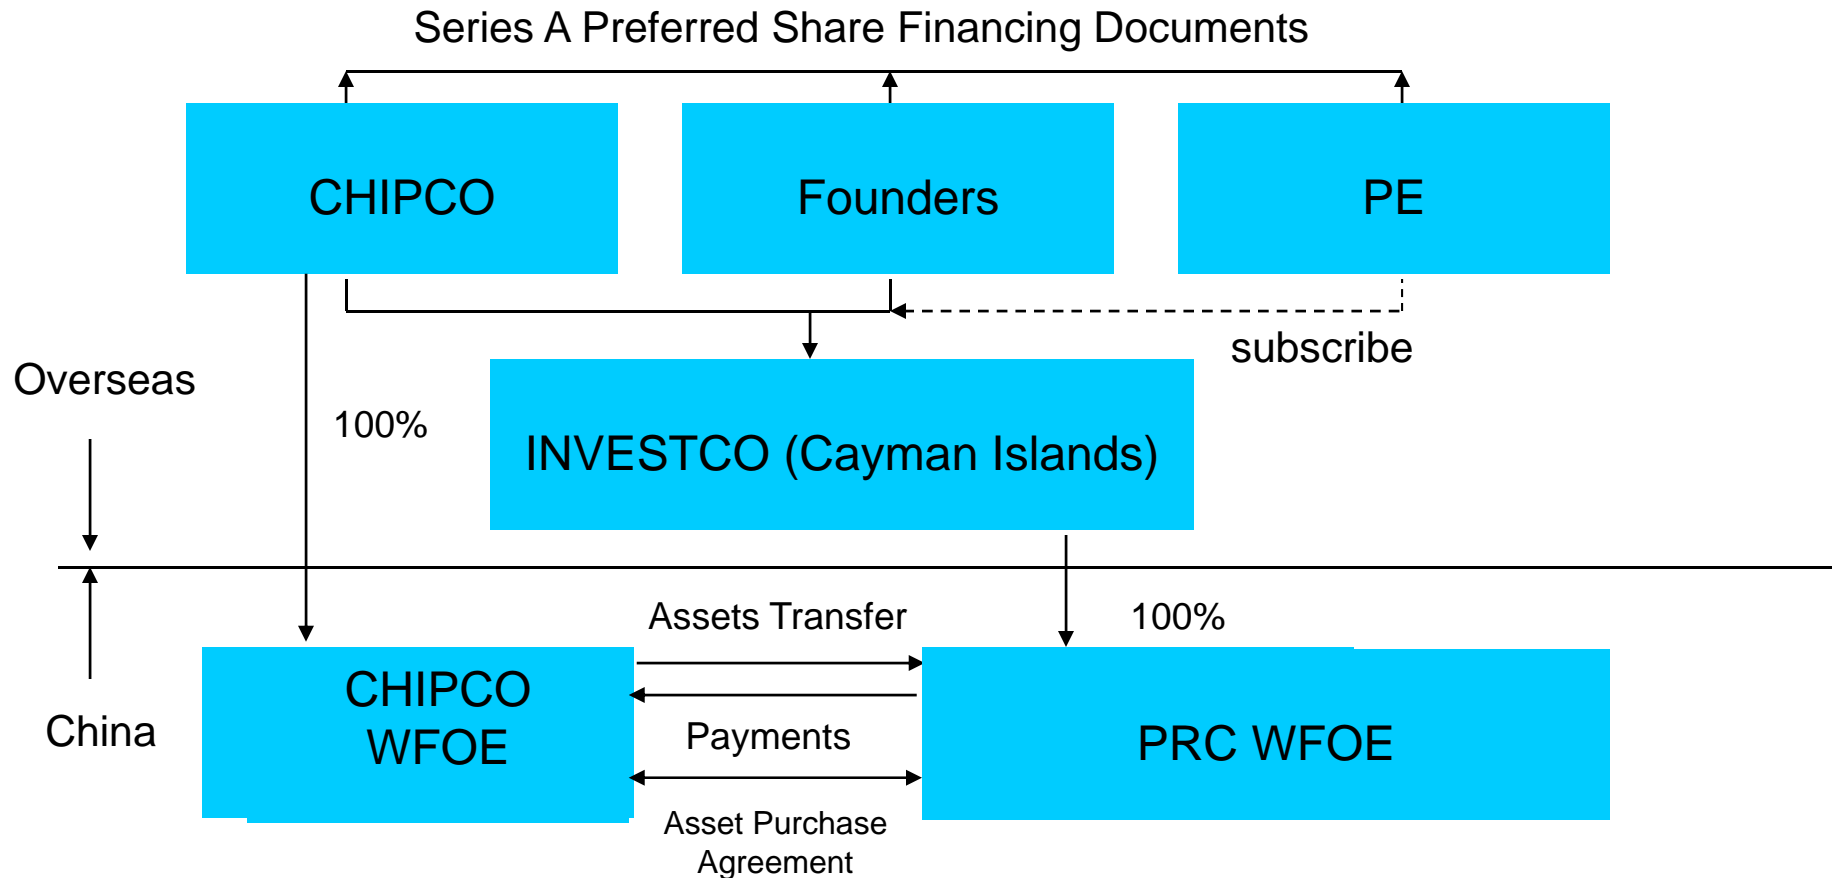 Series A Preferred Share Financing Documents
CHIPCO
Founders
PE
subscribe
Overseas
100%
INVESTCO (Cayman Islands)
Assets Transfer
100%
CHIPCO
WFOE
China
Payments
PRC WFOE
Asset Purchase
Agreement